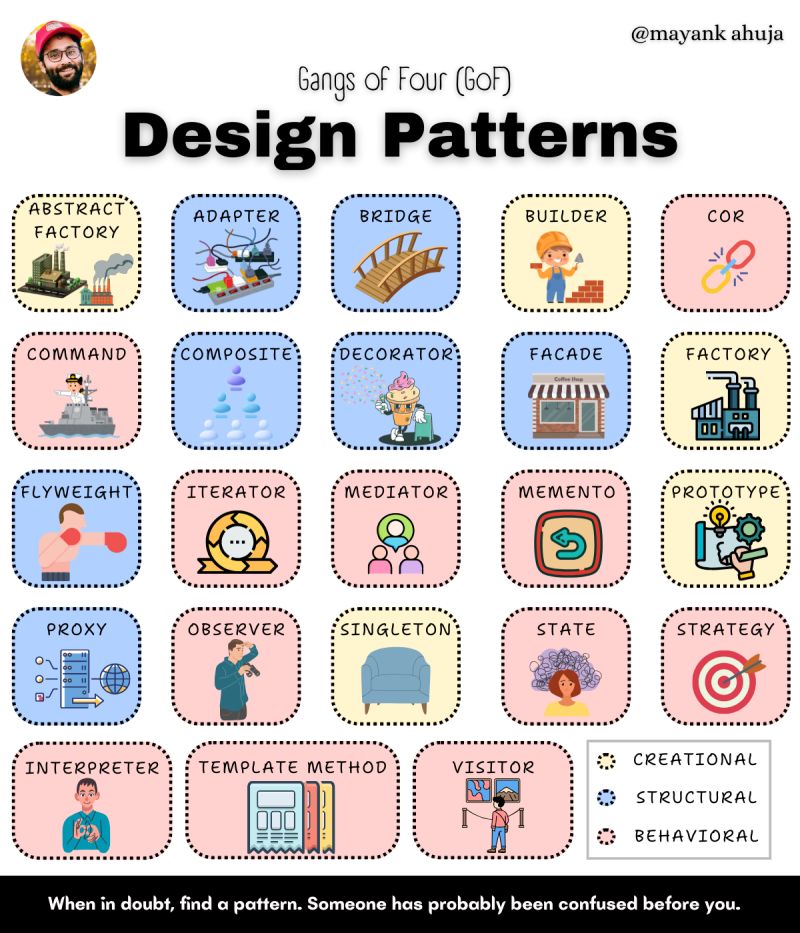 @mayank ahuja
Gangs of Four (GoF)
Design Patterns
ABSTRACT
FACTORY
ADAPTER
BRIDGE
BUILDER
COR
COMMAND
COMPOSITE
DECORATOR
FACADE
Coffee Shop
FACTORY
FLYWEIGHT
ITERATOR
MEDIATOR
MEMENTO
PROTOTYPE
PROXY
OBSERVER
SINGLETON
STATE
STRATEGY
INTERPRETER
TEMPLATE METHOD
VISITOR
CREATIONAL
STRUCTURAL
BEHAVIORAL
When in doubt, find a pattern. Someone has probably been confused before you.